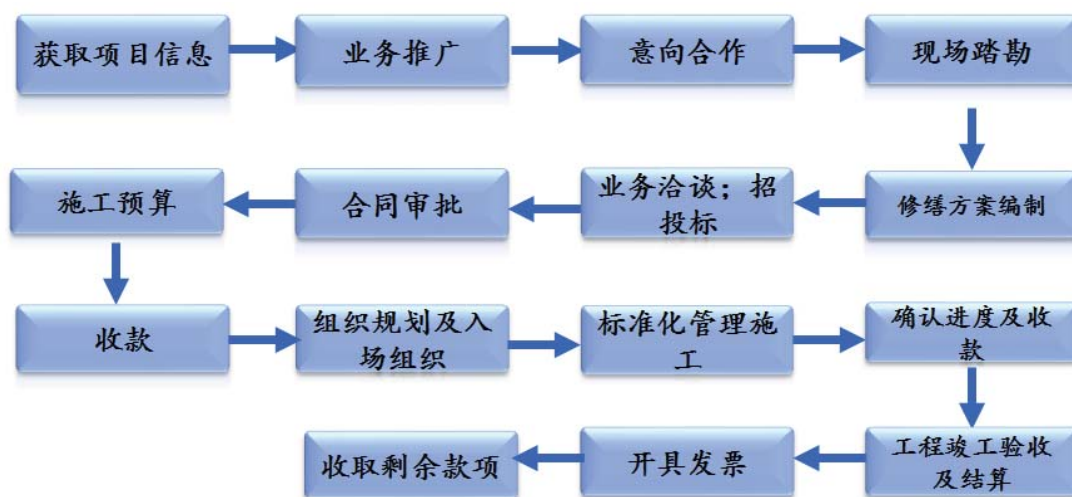 获取项目信息
业务推广
意向合作
现场踏勘
施工预算
合同审批
业务洽谈；招
投标
修缮方案编制
收款
组织规划及入
场组织
标准化管理施
工
确认进度及收
款
收取剩余款项
开具发票
工程竣工验收
及结算